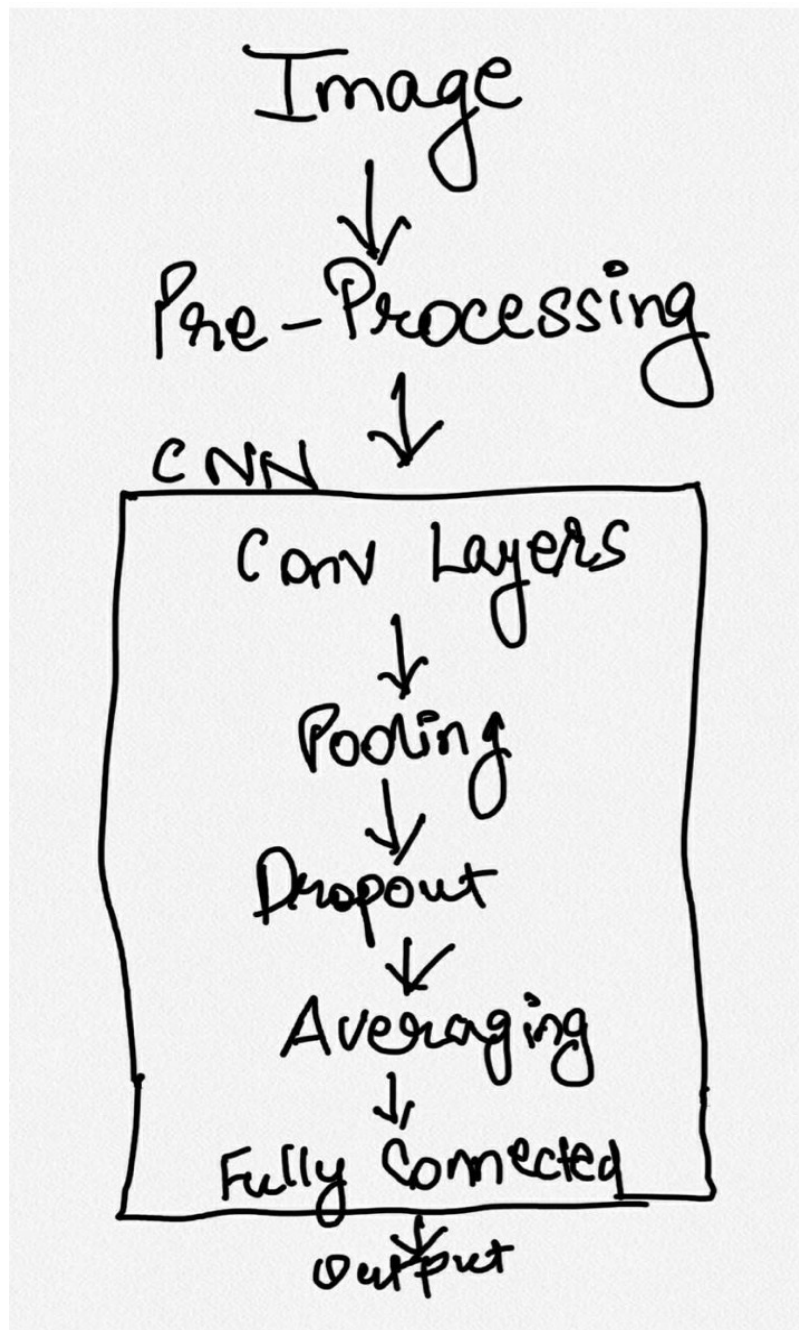 Image
Pre-Processing
CNN
Conv Layers
Pooling
Dropout
Averaging
Fully Connected
Output